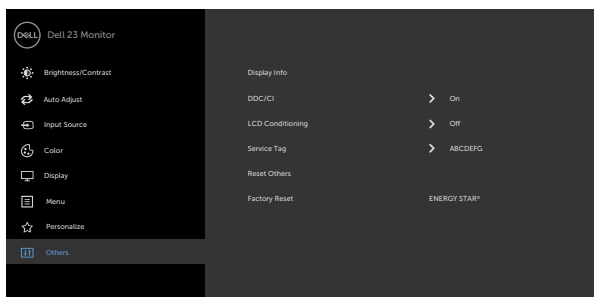 DELL Dell 23 Monitor
Brightness/Contrast
Auto Adjust
Input Source
Color
Display
Menu
Personalize
Others
Display Info
DDC/CI On
LCD Conditioning Off
Service Tag ABCDEFG
Reset Others
Factory Reset ENERGY STAR®